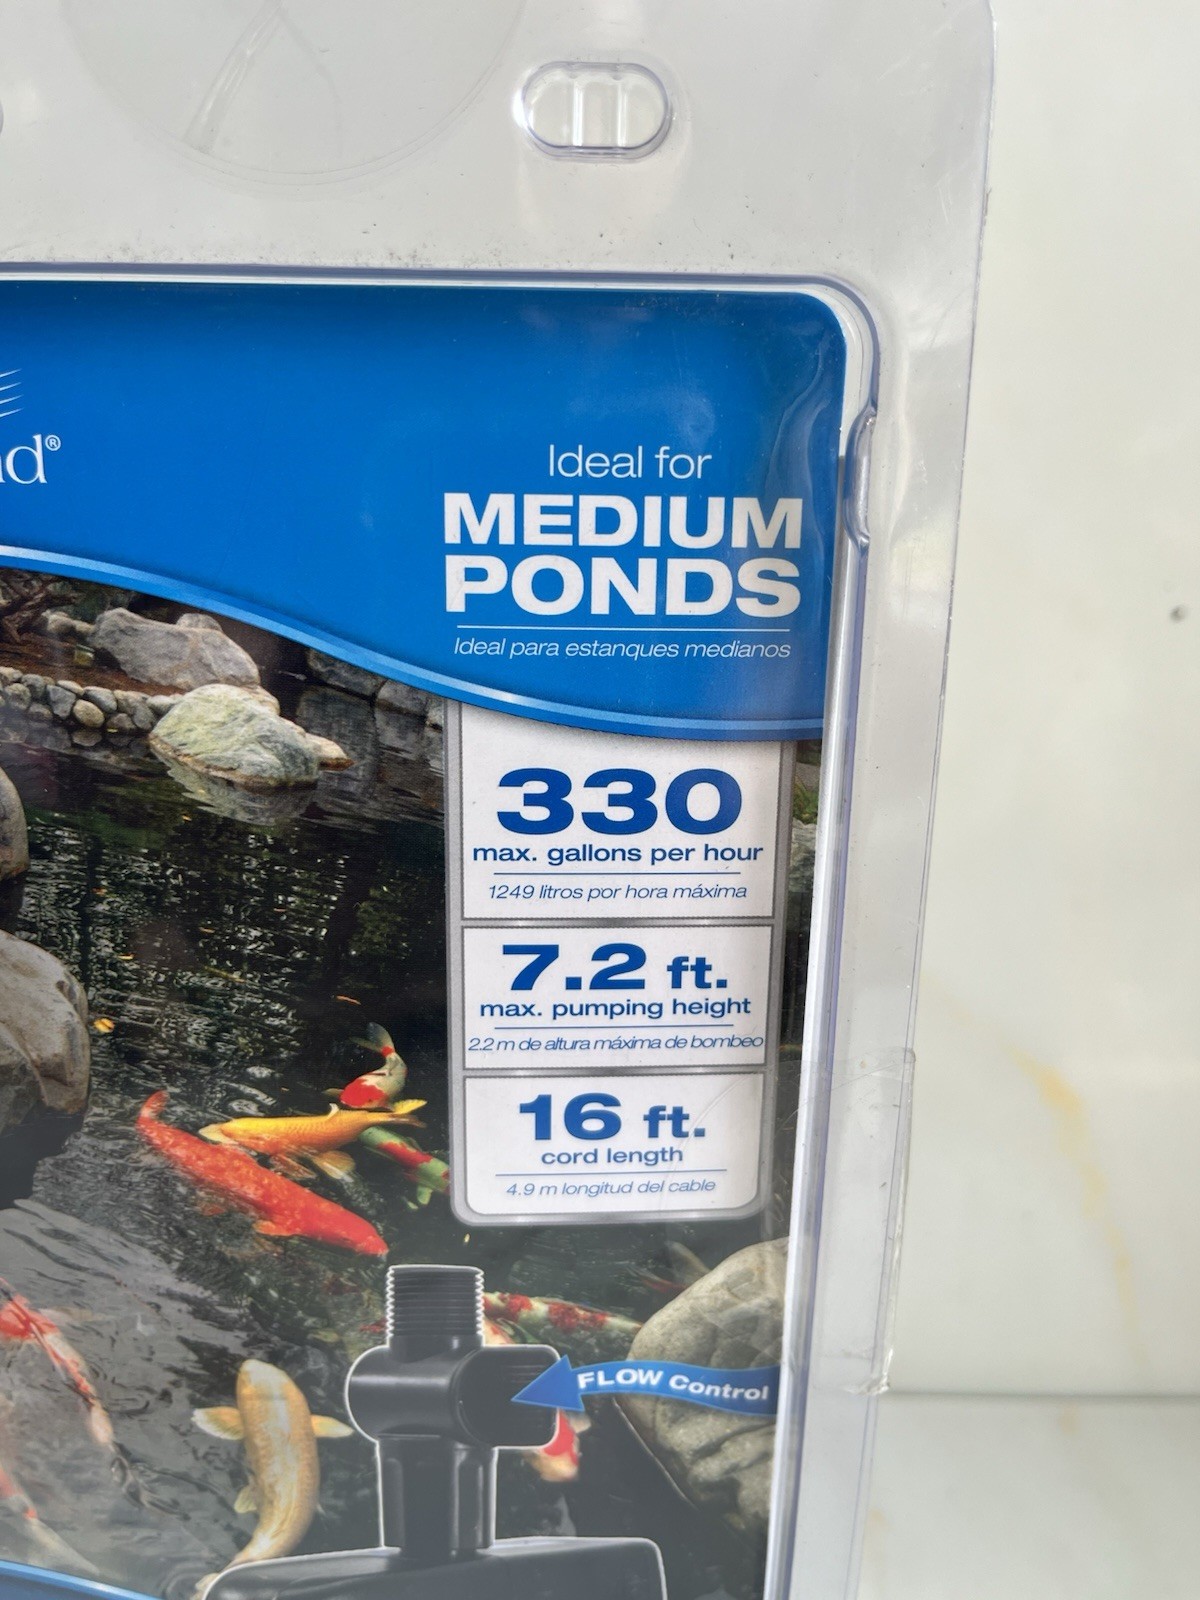 Ideal for
MEDIUM
PONDS
Ideal para estanques medianos
330
max. gallons per hour
1249 litros por hora máxima
7.2 ft.
max. pumping height
2.2 m de altura máxima de bombeo
16 ft.
cord length
4.9 m longitud del cable
FLOW Control